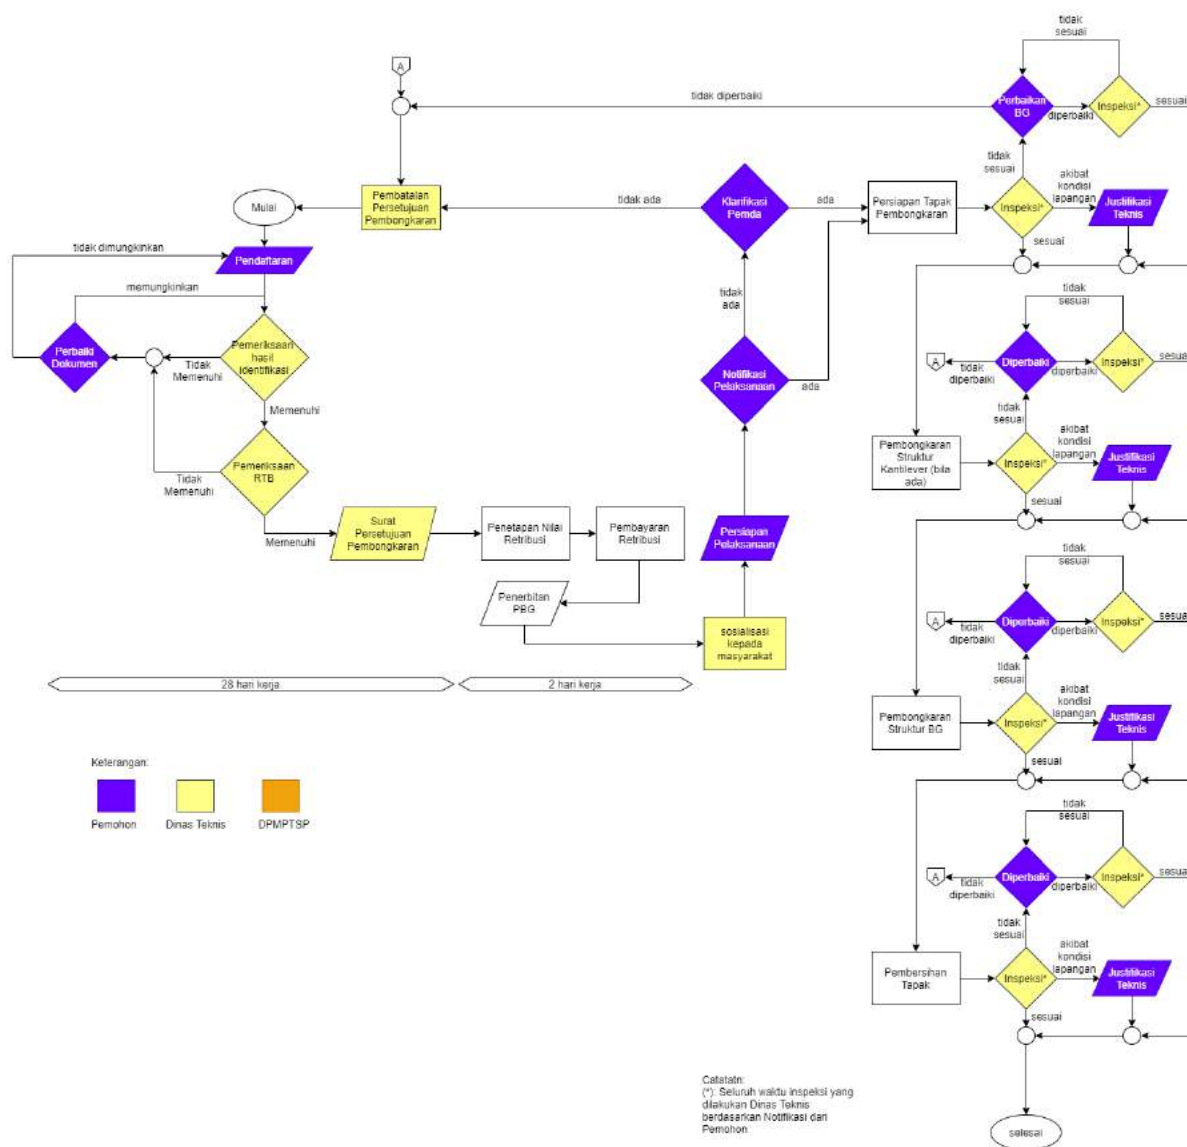 tidak
sesuai
A
tidak diperbaiki
Perbaikan
BG
diperbaiki
Inspeksi*
sesuai
tidak
sesuai
Mulai
Pembatalan
Persetujuan
Pembongkaran
tidak ada
Klarifikasi
Pemda
ada
Persiapan Tapak
Pembongkaran
Inspeksi*
akibat
kondisi
lapangan
Justifikasi
Teknis
sesuai
tidak dimungkinkan
Pendaftaran
memungkinkan
tidak
ada
Perbaiki
Dokumen
Tidak
Memenuhi
Pemeriksaan
hasil
identifikasi
Memenuhi
Notifikasi
Pelaksanaan
ada
tidak
sesuai
A
tidak
diperbaiki
Diperbaiki
diperbaiki
Inspeksi*
sesuai
tidak
sesuai
Tidak
Memenuhi
Pemeriksaan
RTB
Memenuhi
Pembongkaran
Struktur
Kantilever (bila
ada)
Inspeksi*
akibat
kondisi
lapangan
Justifikasi
Teknis
sesuai
Surat
Persetujuan
Pembongkaran
Penetapan Nilai
Retribusi
Pembayaran
Retribusi
Persiapan
Pelaksanaan
Penerbitan
PBG
sosialisasi
kepada
masyarakat
tidak
sesuai
A
tidak
diperbaiki
Diperbaiki
diperbaiki
Inspeksi*
sesuai
tidak
sesuai
28 hari kerja
2 hari kerja
Pembongkaran
Struktur BG
Inspeksi*
akibat
kondisi
lapangan
Justifikasi
Teknis
sesuai
Keterangan:
Pemohon
Dinas Teknis
DPMPTSP
tidak
sesuai
A
tidak
diperbaiki
Diperbaiki
diperbaiki
Inspeksi*
sesuai
tidak
sesuai
Pembersihan
Tapak
Inspeksi*
akibat
kondisi
lapangan
Justifikasi
Teknis
sesuai
Catatatn:
(*): Seluruh waktu inspeksi yang
dilakukan Dinas Teknis
berdasarkan Notifikasi dari
Pemohon
selesai